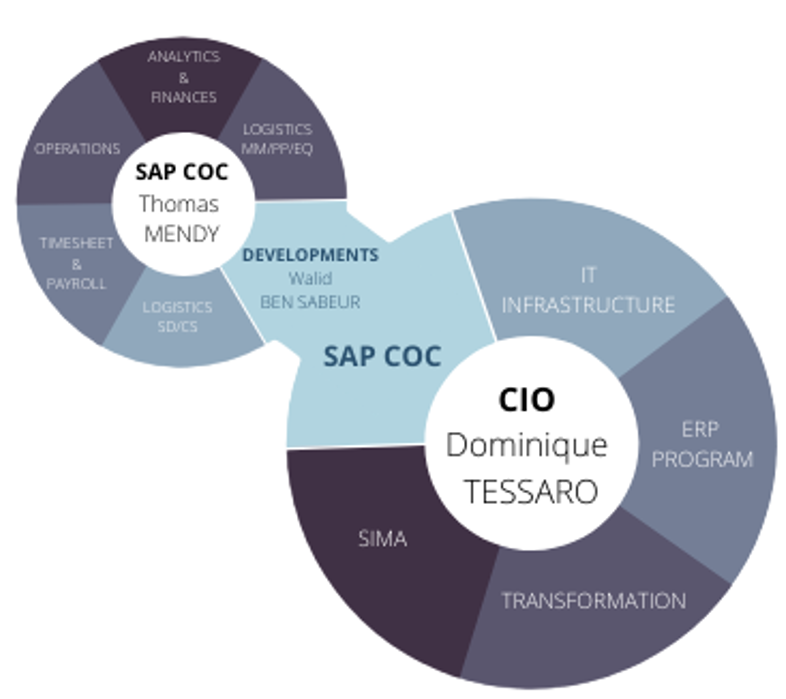 ANALYTICS
&
FINANCES
LOGISTICS
MM/PP/EQ
OPERATIONS
SAP COC
Thomas
MENDY
TIMESHEET
&
PAYROLL
LOGISTICS
SD/CS
DEVELOPMENTS
Walid
BEN SABEUR
SAP COC
IT
INFRASTRUCTURE
CIO
Dominique
TESSARO
ERP
PROGRAM
SIMA
TRANSFORMATION